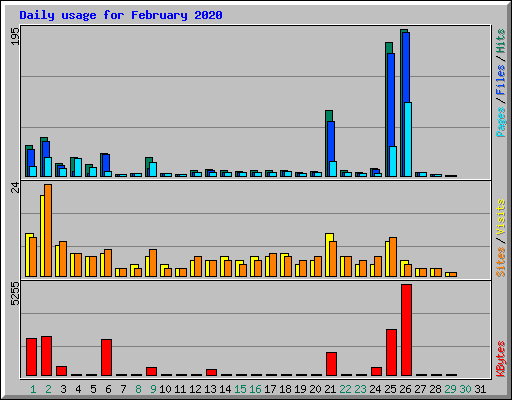 Daily usage for February 2020
195
Pages / Files / Hits
24
Sites / Visits
5255
KBytes
1 2 3 4 5 6 7 8 9 10 11 12 13 14 15 16 17 18 19 20 21 22 23 24 25 26 27 28 29 30 31